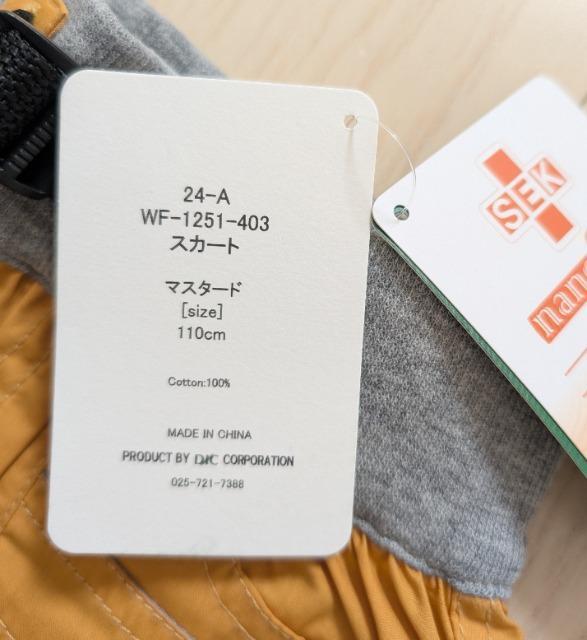 24-A
WF-1251-403
スカート
マスタード
[size]
110cm
Cotton:100%
MADE IN CHINA
PRODUCT BY DIC CORPORATION
025-721-7388
SEK